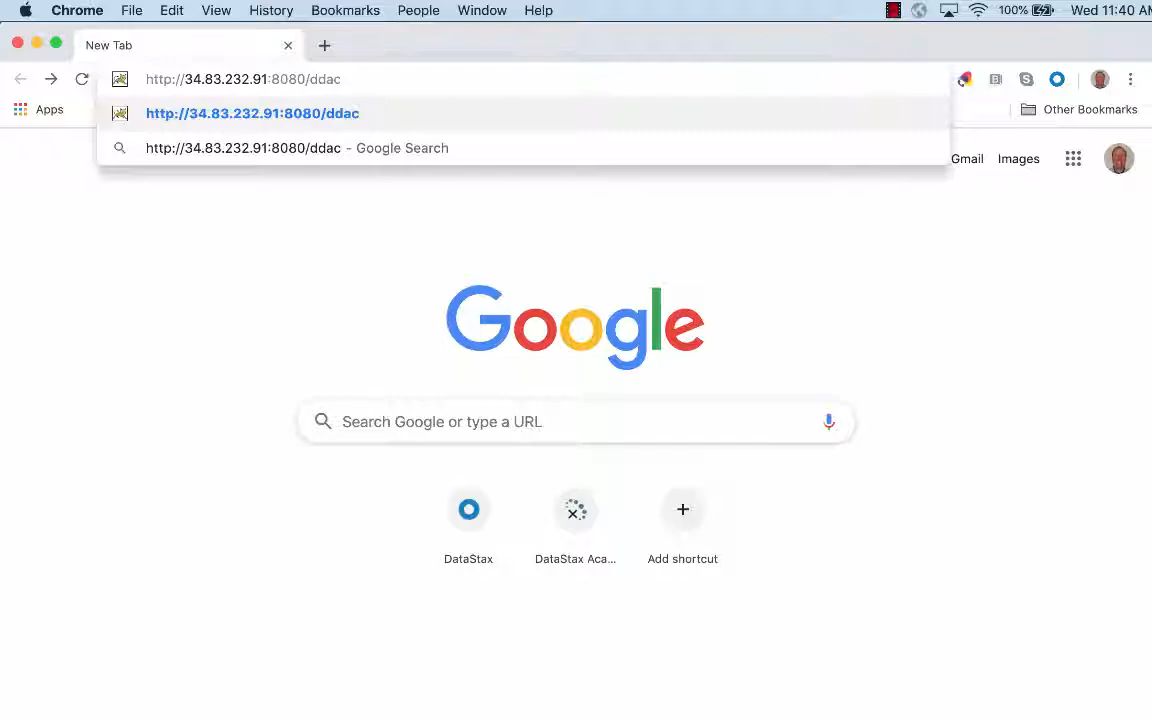 Chrome File Edit View History Bookmarks People Window Help 100% Wed 11:40 AM
New Tab
http://34.83.232.91:8080/ddac
Apps
http://34.83.232.91:8080/ddac
Other Bookmarks
http://34.83.232.91:8080/ddac - Google Search
Gmail Images
Google
Search Google or type a URL
DataStax DataStax Aca... Add shortcut